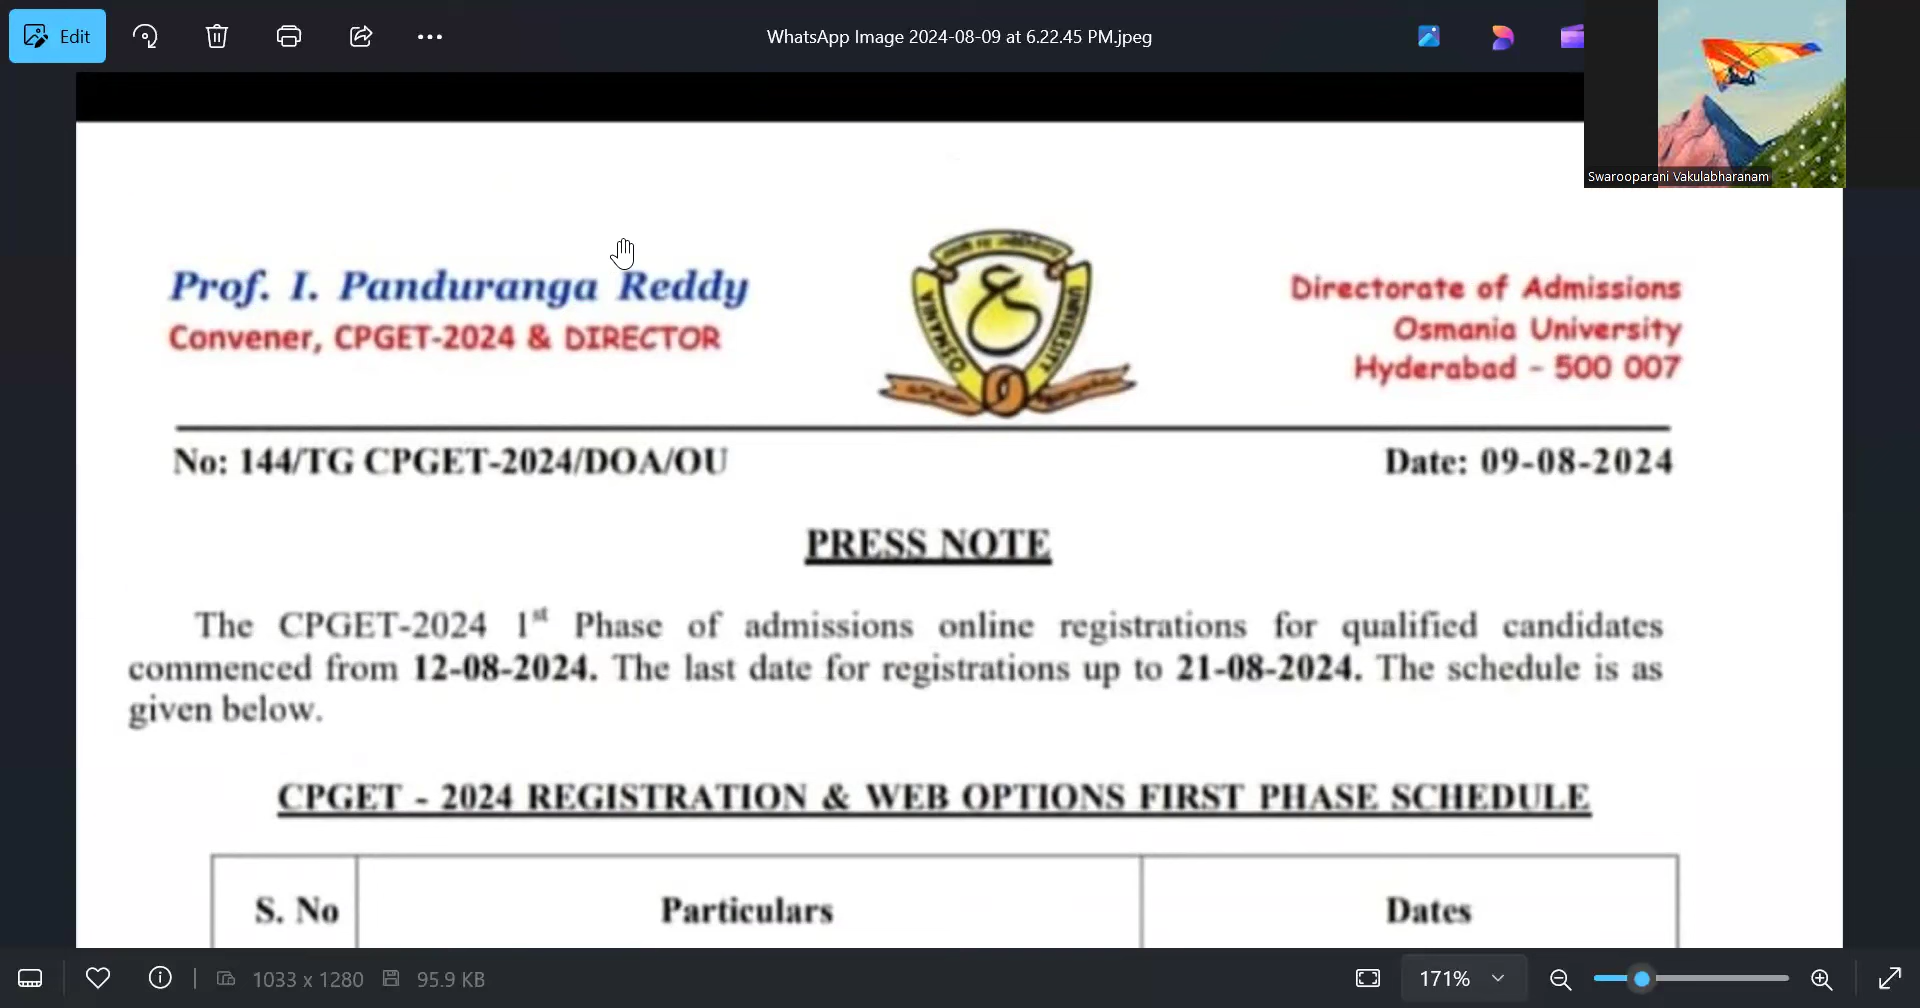 Edit
WhatsApp Image 2024-08-09 at 6.22.45 PM.jpeg
Swarooparani Vakulabharanam
Prof. I. Panduranga Reddy
Convener, CPGET-2024 & DIRECTOR
OSMANIA UNIVERSITY
Directorate of Admissions
Osmania University
Hyderabad - 500 007
No: 144/TG CPGET-2024/DOA/OU
Date: 09-08-2024
PRESS NOTE
The CPGET-2024 1st Phase of admissions online registrations for qualified candidates
commenced from 12-08-2024. The last date for registrations up to 21-08-2024. The schedule is as
given below.
CPGET - 2024 REGISTRATION & WEB OPTIONS FIRST PHASE SCHEDULE
S. No Particulars Dates
1033 x 1280 95.9 KB
171%